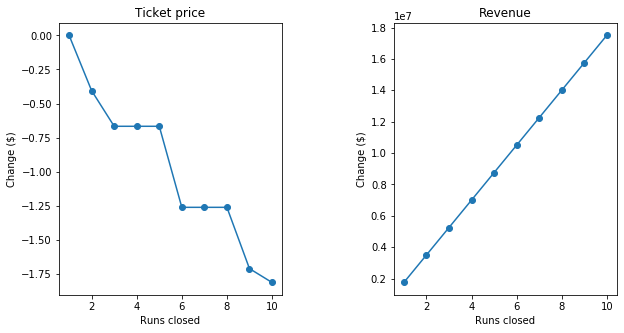 Ticket price
Change ($)
0.00
−0.25
−0.50
−0.75
−1.00
−1.25
−1.50
−1.75
2 4 6 8 10
Runs closed
Revenue
1e7
Change ($)
1.8
1.6
1.4
1.2
1.0
0.8
0.6
0.4
0.2
2 4 6 8 10
Runs closed